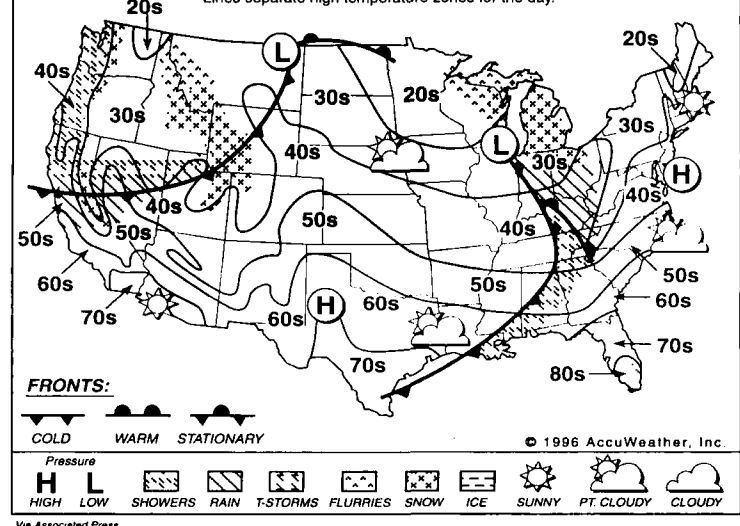 Lines separate high temperature zones for the day.
20s
L
20s
40s
30s
20s
30s
30s
L
40s
30s
H
40s
40s
50s
40s
50s
50s
50s
50s
60s
H
60s
60s
70s
60s
70s
70s
80s
FRONTS:
COLD WARM STATIONARY
© 1996 AccuWeather, Inc.
Pressure
H L
HIGH LOW SHOWERS RAIN T-STORMS FLURRIES SNOW ICE SUNNY PT. CLOUDY CLOUDY
Via Associated Press